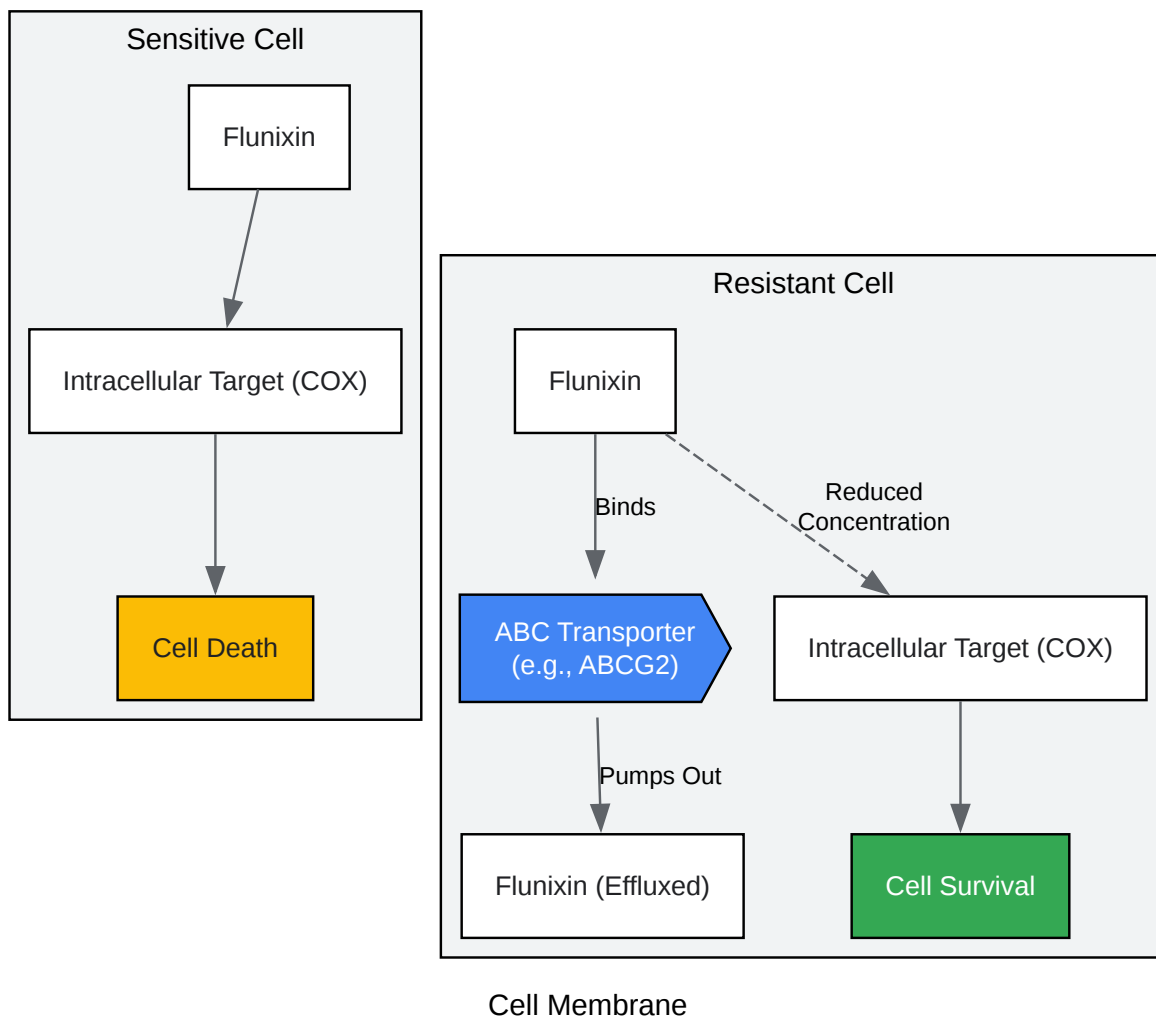 Sensitive Cell
Flunixin
Intracellular Target (COX)
Cell Death
Resistant Cell
Flunixin
Binds
Reduced
Concentration
ABC Transporter
(e.g., ABCG2)
Intracellular Target (COX)
Pumps Out
Flunixin (Effluxed)
Cell Survival
Cell Membrane